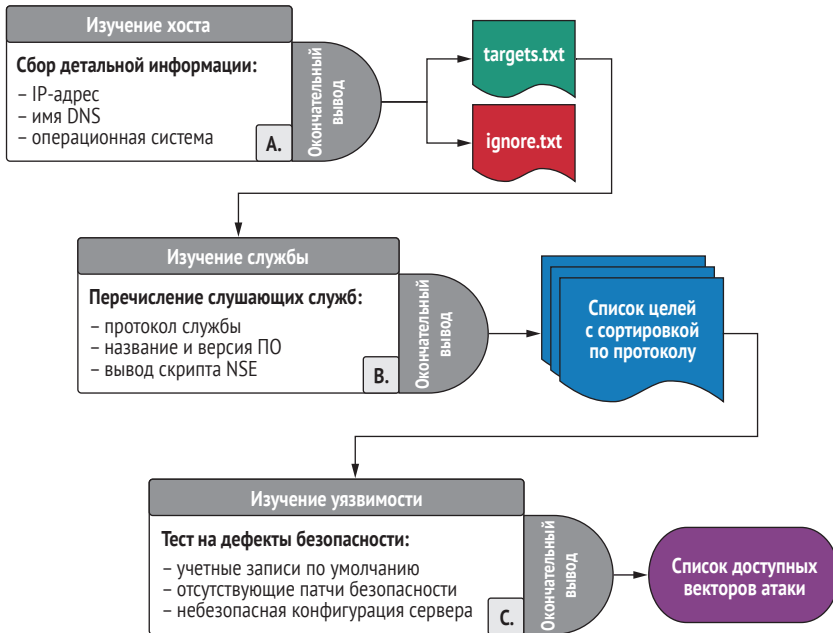 Изучение хоста
Сбор детальной информации:
– IP-адрес
– имя DNS
– операционная система
A.
Окончательный
вывод
targets.txt
ignore.txt
Изучение службы
Перечисление слушающих служб:
– протокол службы
– название и версия ПО
– вывод скрипта NSE
B.
Окончательный
вывод
Список целей
с сортировкой
по протоколу
Изучение уязвимости
Тест на дефекты безопасности:
– учетные записи по умолчанию
– отсутствующие патчи безопасности
– небезопасная конфигурация сервера
C.
Окончательный
вывод
Список доступных
векторов атаки